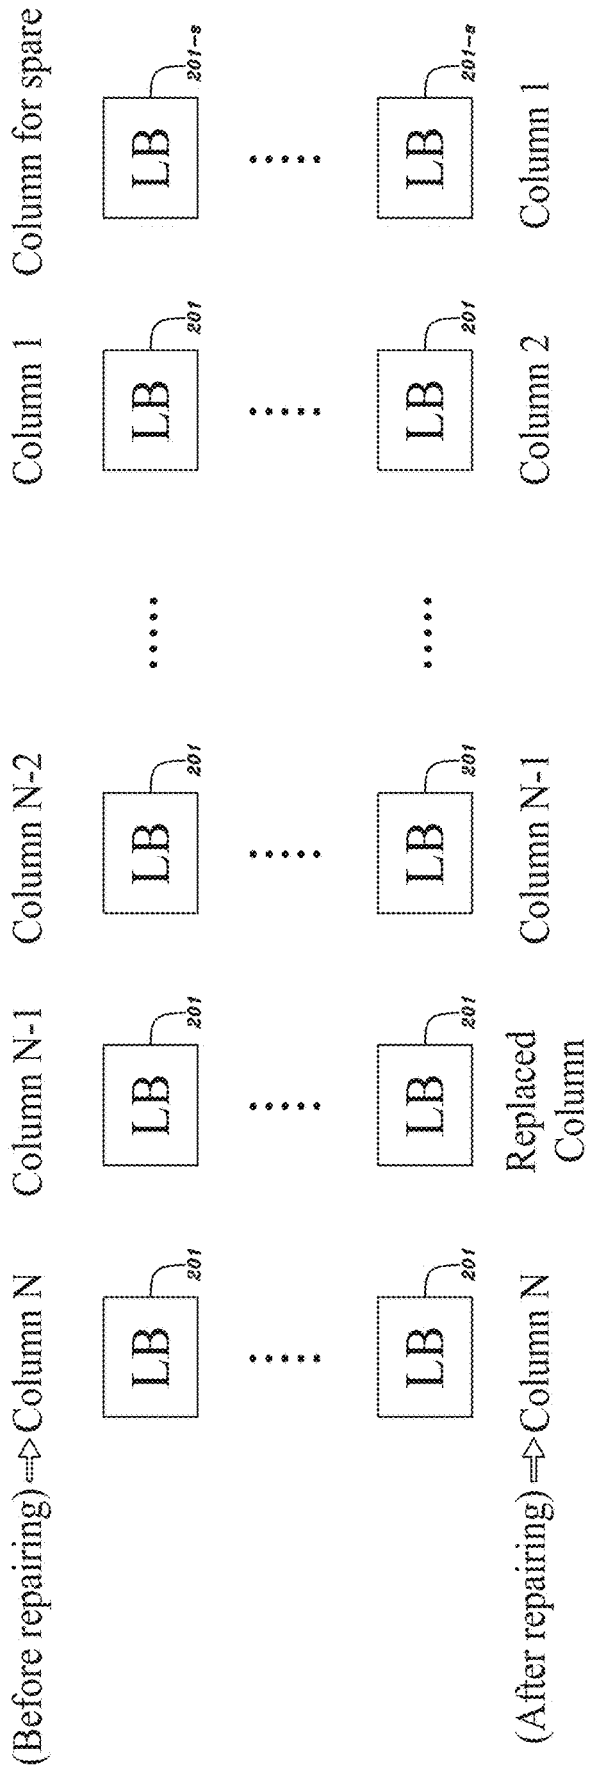 (Before repairing) ⇨ Column N Column N-1 Column N-2 Column 1 Column for spare
LB LB LB LB LB
201 201 201 201 201-s
LB LB LB LB LB
201 201 201 201 201-s
(After repairing) ⇨ Column N Replaced Column Column N-1 Column 2 Column 1